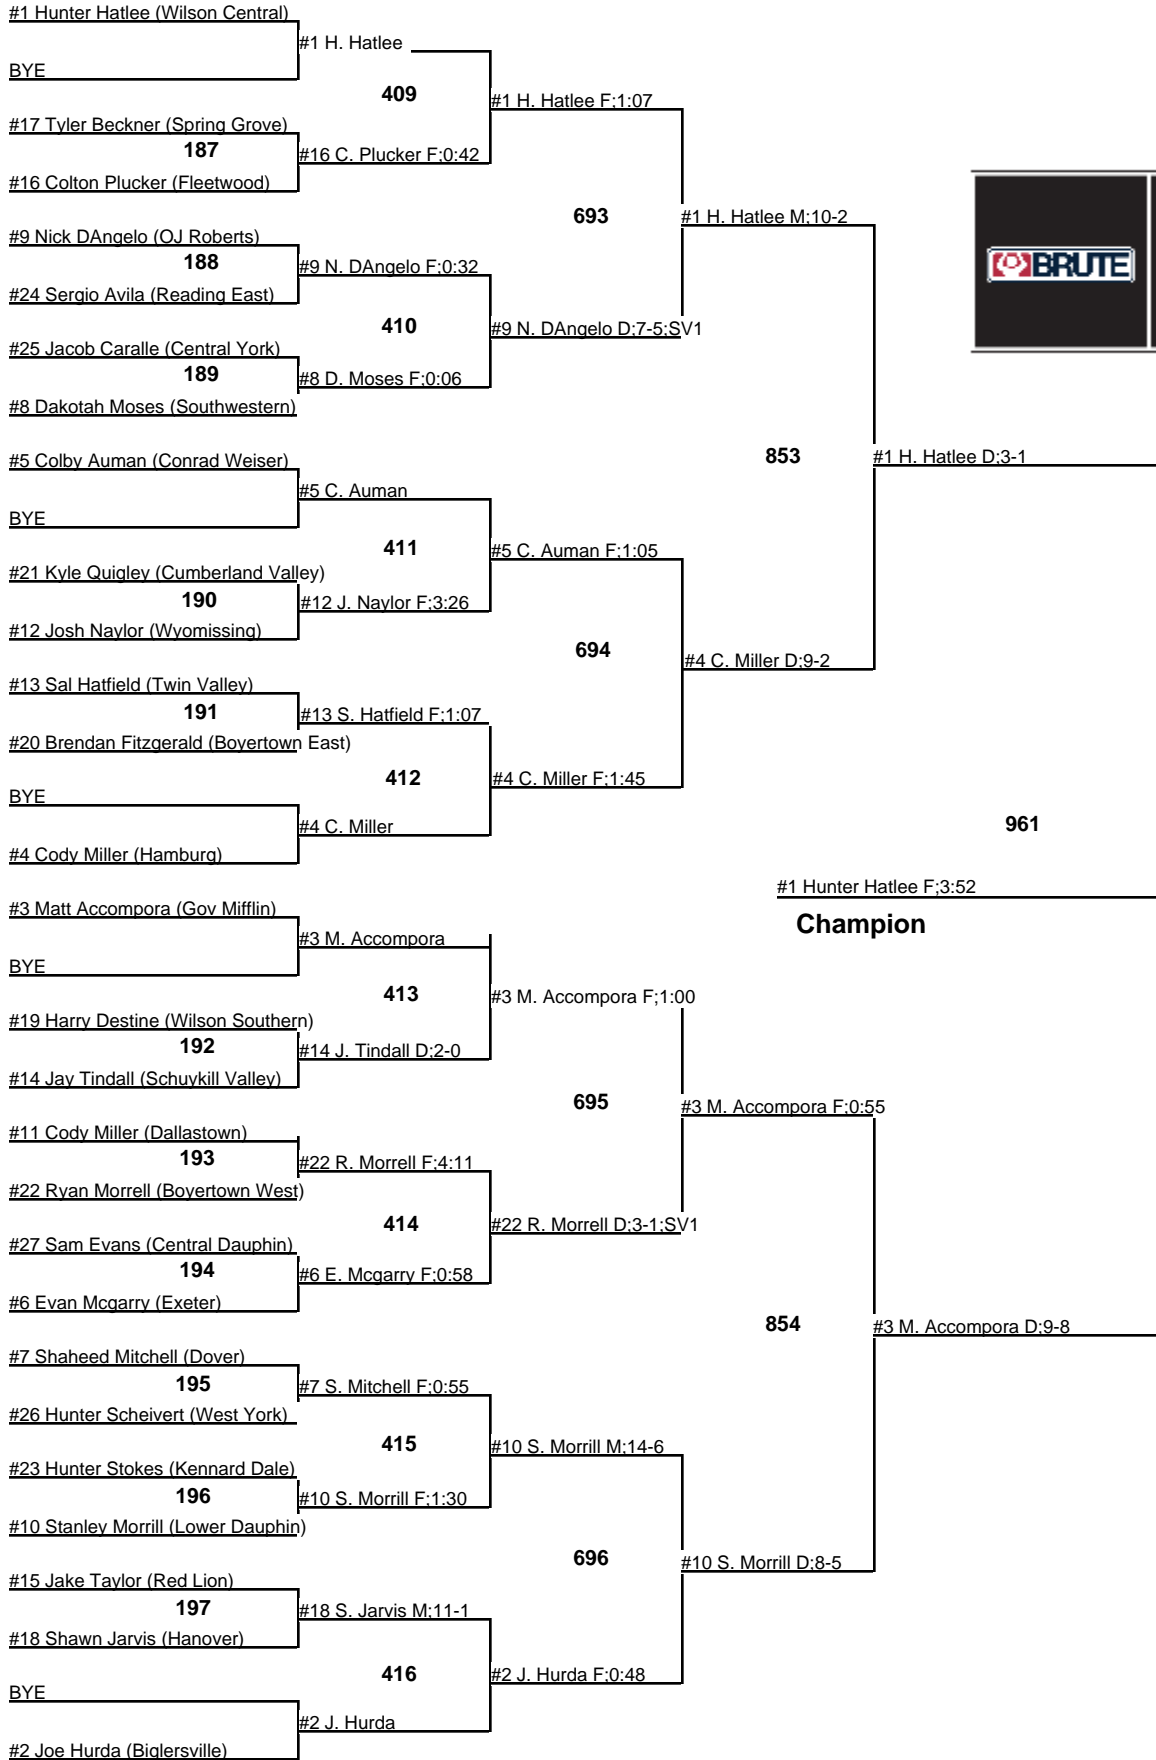 #1 Hunter Hatlee (Wilson Central)
#1 H. Hatlee
BYE
409
#1 H. Hatlee F;1:07
#17 Tyler Beckner (Spring Grove)
187
#16 C. Plucker F;0:42
#16 Colton Plucker (Fleetwood)
693
#1 H. Hatlee M;10-2
#9 Nick DAngelo (OJ Roberts)
188
#9 N. DAngelo F;0:32
#24 Sergio Avila (Reading East)
410
#9 N. DAngelo D;7-5;SV1
#25 Jacob Caralle (Central York)
189
#8 D. Moses F;0:06
#8 Dakotah Moses (Southwestern)
BRUTE
853
#1 H. Hatlee D;3-1
#5 Colby Auman (Conrad Weiser)
#5 C. Auman
BYE
411
#5 C. Auman F;1:05
#21 Kyle Quigley (Cumberland Valley)
190
#12 J. Naylor F;3:26
#12 Josh Naylor (Wyomissing)
694
#4 C. Miller D;9-2
#13 Sal Hatfield (Twin Valley)
191
#13 S. Hatfield F;1:07
#20 Brendan Fitzgerald (Boyertown East)
412
#4 C. Miller F;1:45
BYE
#4 C. Miller
#4 Cody Miller (Hamburg)
961
#1 Hunter Hatlee F;3:52
Champion
#3 Matt Accompora (Gov Mifflin)
#3 M. Accompora
BYE
413
#3 M. Accompora F;1:00
#19 Harry Destine (Wilson Southern)
192
#14 J. Tindall D;2-0
#14 Jay Tindall (Schuykill Valley)
695
#3 M. Accompora F;0:55
#11 Cody Miller (Dallastown)
193
#22 R. Morrell F;4:11
#22 Ryan Morrell (Boyertown West)
414
#22 R. Morrell D;3-1;SV1
#27 Sam Evans (Central Dauphin)
194
#6 E. Mcgarry F;0:58
#6 Evan Mcgarry (Exeter)
854
#3 M. Accompora D;9-8
#7 Shaheed Mitchell (Dover)
195
#7 S. Mitchell F;0:55
#26 Hunter Scheivert (West York)
415
#10 S. Morrill M;14-6
#23 Hunter Stokes (Kennard Dale)
196
#10 S. Morrill F;1:30
#10 Stanley Morrill (Lower Dauphin)
696
#10 S. Morrill D;8-5
#15 Jake Taylor (Red Lion)
197
#18 S. Jarvis M;11-1
#18 Shawn Jarvis (Hanover)
416
#2 J. Hurda F;0:48
BYE
#2 J. Hurda
#2 Joe Hurda (Biglersville)